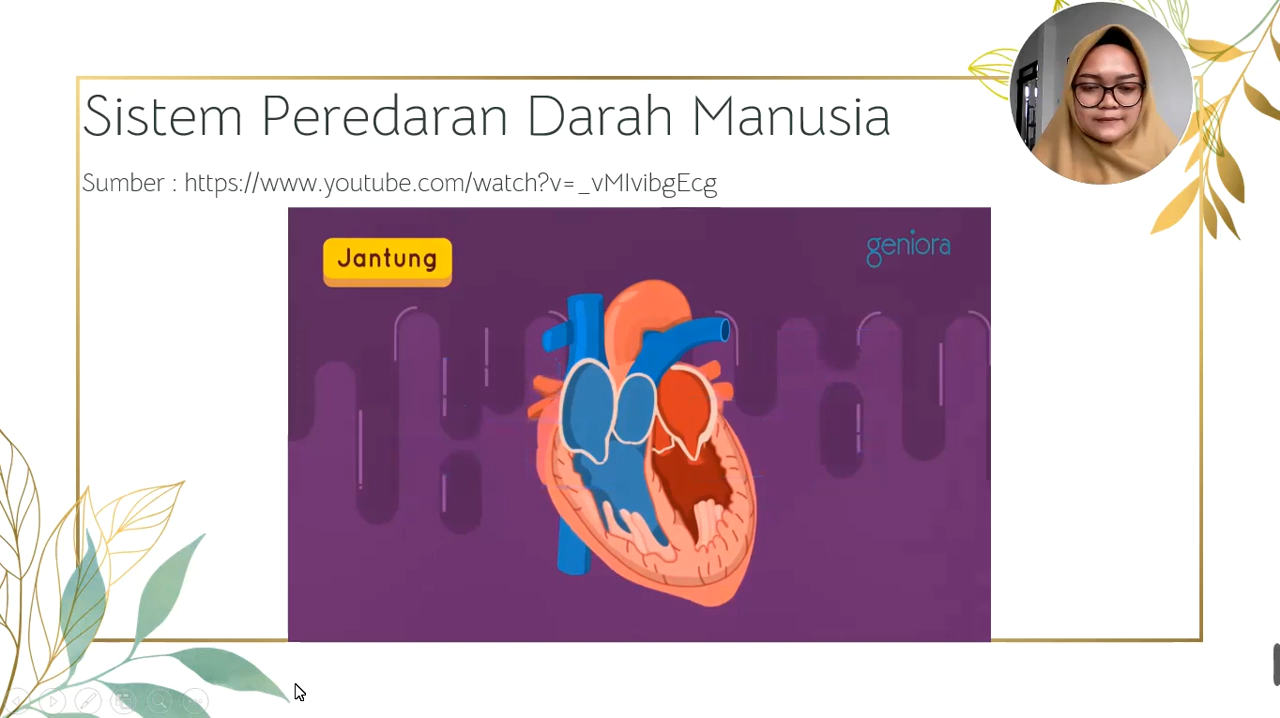 Sistem Peredaran Darah Manusia
Sumber : https://www.youtube.com/watch?v=_vMIvibgEcg
Jantung
geniora